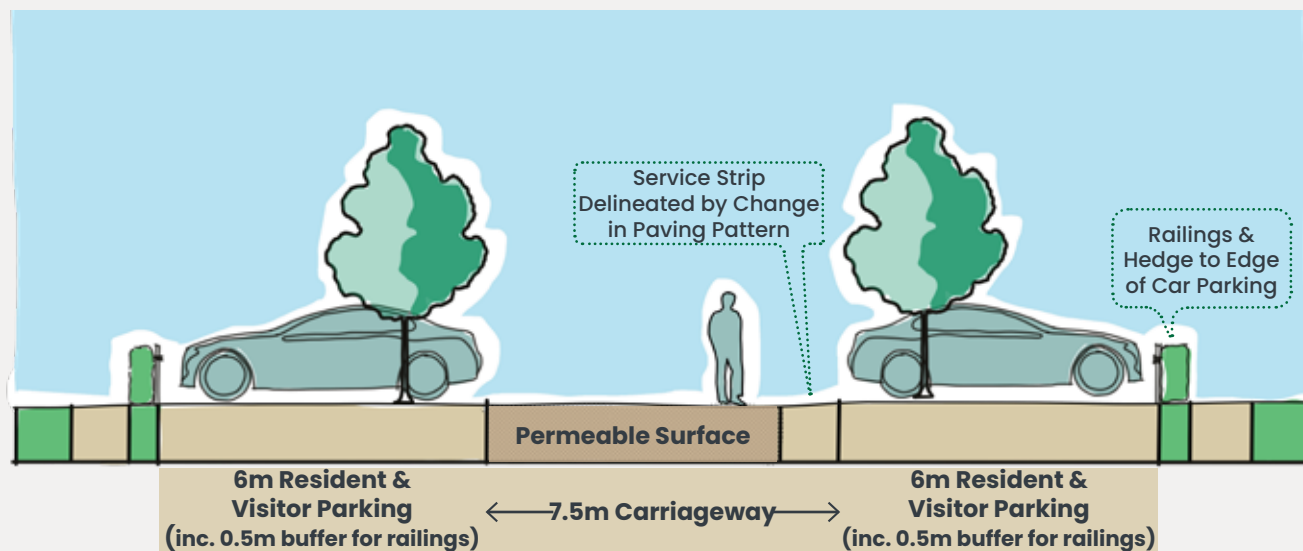 Service Strip
Delineated by Change
in Paving Pattern
Railings &
Hedge to Edge
of Car Parking
Permeable Surface
6m Resident &
Visitor Parking
(inc. 0.5m buffer for railings)
7.5m Carriageway
6m Resident &
Visitor Parking
(inc. 0.5m buffer for railings)